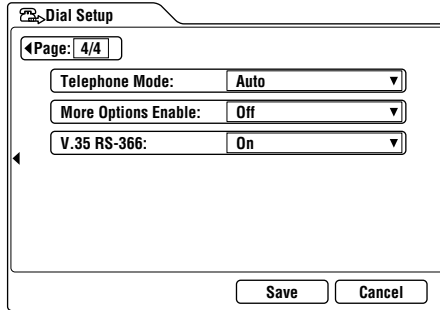 Dial Setup
Page: 4/4
Telephone Mode: Auto
More Options Enable: Off
V.35 RS-366: On
Save Cancel